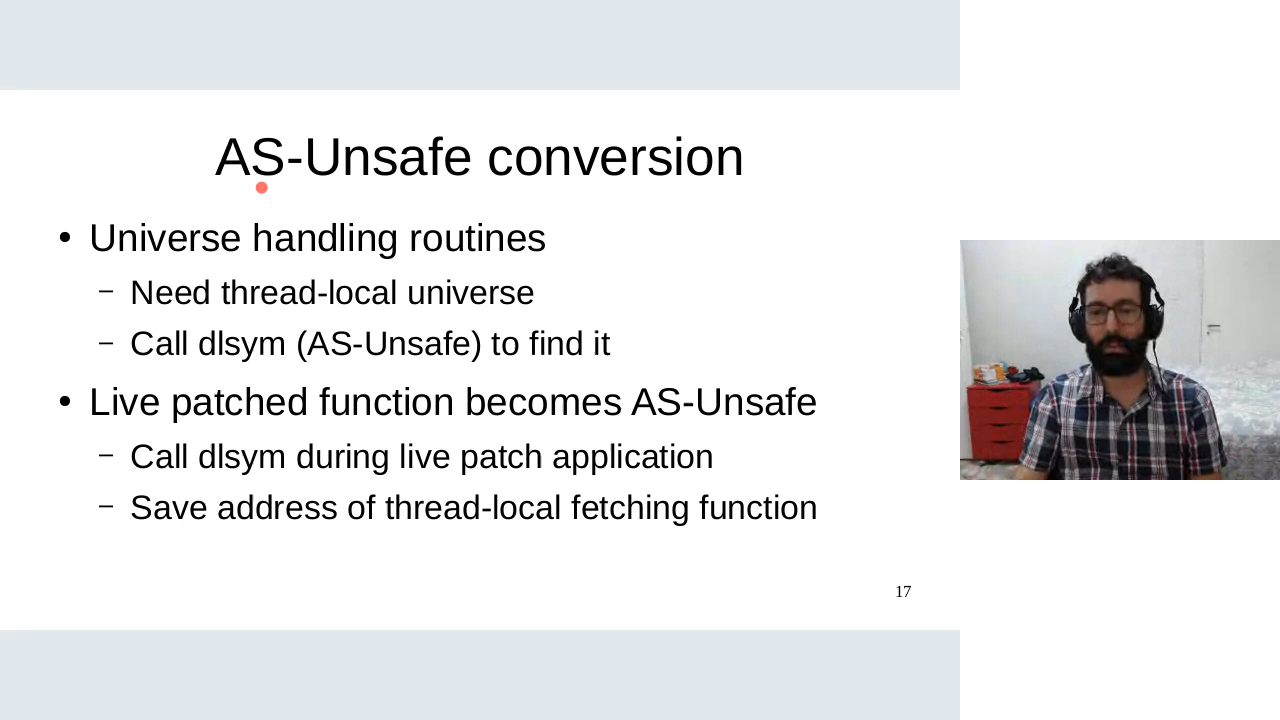 AS-Unsafe conversion
• Universe handling routines
– Need thread-local universe
– Call dlsym (AS-Unsafe) to find it
• Live patched function becomes AS-Unsafe
– Call dlsym during live patch application
– Save address of thread-local fetching function
17